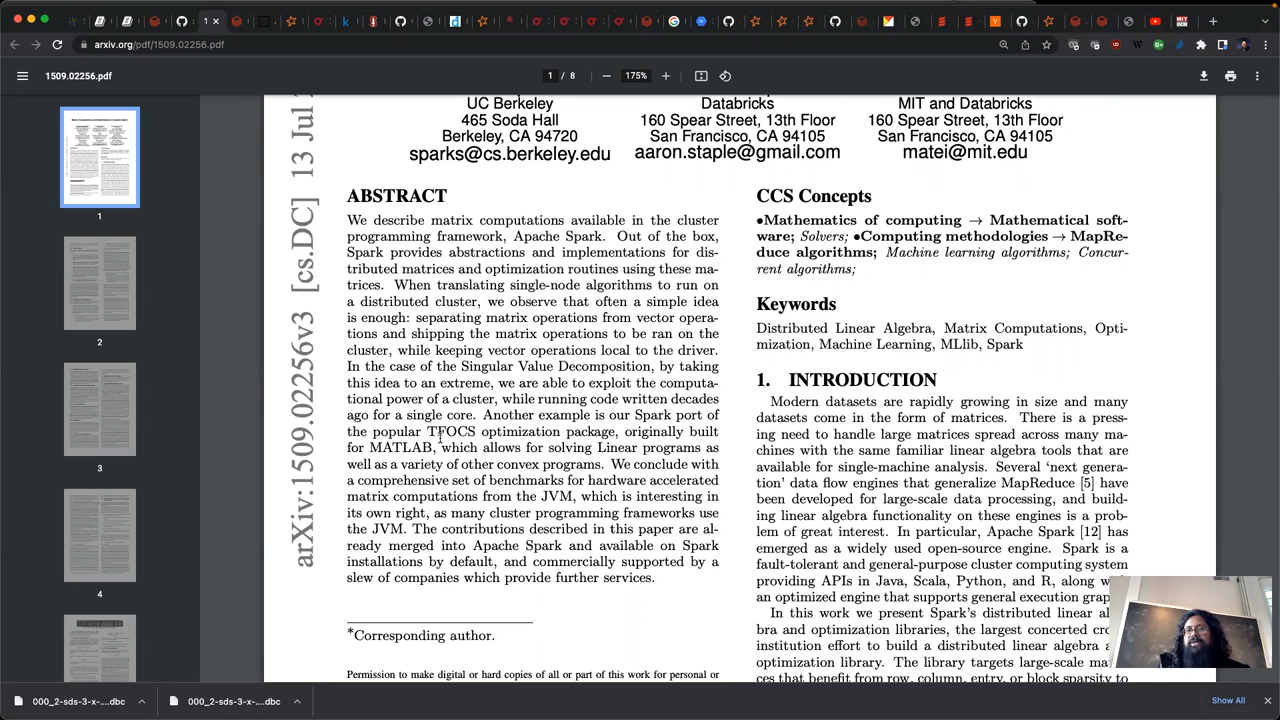 1
arxiv.org/pdf/1509.02256.pdf
1509.02256.pdf
1 / 8
175%
1
2
3
4
arXiv:1509.02256v3 [cs.DC] 13 Jul
UC Berkeley
465 Soda Hall
Berkeley, CA 94720
sparks@cs.berkeley.edu
Databricks
160 Spear Street, 13th Floor
San Francisco, CA 94105
aaron.staple@gmail.com
MIT and Databricks
160 Spear Street, 13th Floor
San Francisco, CA 94105
matei@mit.edu
ABSTRACT
We describe matrix computations available in the cluster
programming framework, Apache Spark. Out of the box,
Spark provides abstractions and implementations for dis-
tributed matrices and optimization routines using these ma-
trices. When translating single-node algorithms to run on
a distributed cluster, we observe that often a simple idea
is enough: separating matrix operations from vector opera-
tions and shipping the matrix operations to be ran on the
cluster, while keeping vector operations local to the driver.
In the case of the Singular Value Decomposition, by taking
this idea to an extreme, we are able to exploit the computa-
tional power of a cluster, while running code written decades
ago for a single core. Another example is our Spark port of
the popular TFOCS optimization package, originally built
for MATLAB, which allows for solving Linear programs as
well as a variety of other convex programs. We conclude with
a comprehensive set of benchmarks for hardware accelerated
matrix computations from the JVM, which is interesting in
its own right, as many cluster programming frameworks use
the JVM. The contributions described in this paper are al-
ready merged into Apache Spark and available on Spark
installations by default, and commercially supported by a
slew of companies which provide further services.
*Corresponding author.
Permission to make digital or hard copies of all or part of this work for personal or
CCS Concepts
•Mathematics of computing → Mathematical soft-
ware; Solvers; •Computing methodologies → MapRe-
duce algorithms; Machine learning algorithms; Concur-
rent algorithms;
Keywords
Distributed Linear Algebra, Matrix Computations, Opti-
mization, Machine Learning, MLlib, Spark
1. INTRODUCTION
Modern datasets are rapidly growing in size and many
datasets come in the form of matrices. There is a press-
ing need to handle large matrices spread across many ma-
chines with the same familiar linear algebra tools that are
available for single-machine analysis. Several ‘next genera-
tion’ data flow engines that generalize MapReduce [5] have
been developed for large-scale data processing, and build-
ing linear algebra functionality on these engines is a prob-
lem of great interest. In particular, Apache Spark [12] has
emerged as a widely used open-source engine. Spark is a
fault-tolerant and general-purpose cluster computing system
providing APIs in Java, Scala, Python, and R, along
an optimized engine that supports general execution
In this work we present Spark’s distributed linear
bra and optimization libraries, the largest concerted
institution effort to build a distributed linear algebra
optimization library. The library targets large-scale
ces that benefit from row, column, entry, or block sparsity to
000_2-sds-3-x-....dbc
000_2-sds-3-x-....dbc
Show All